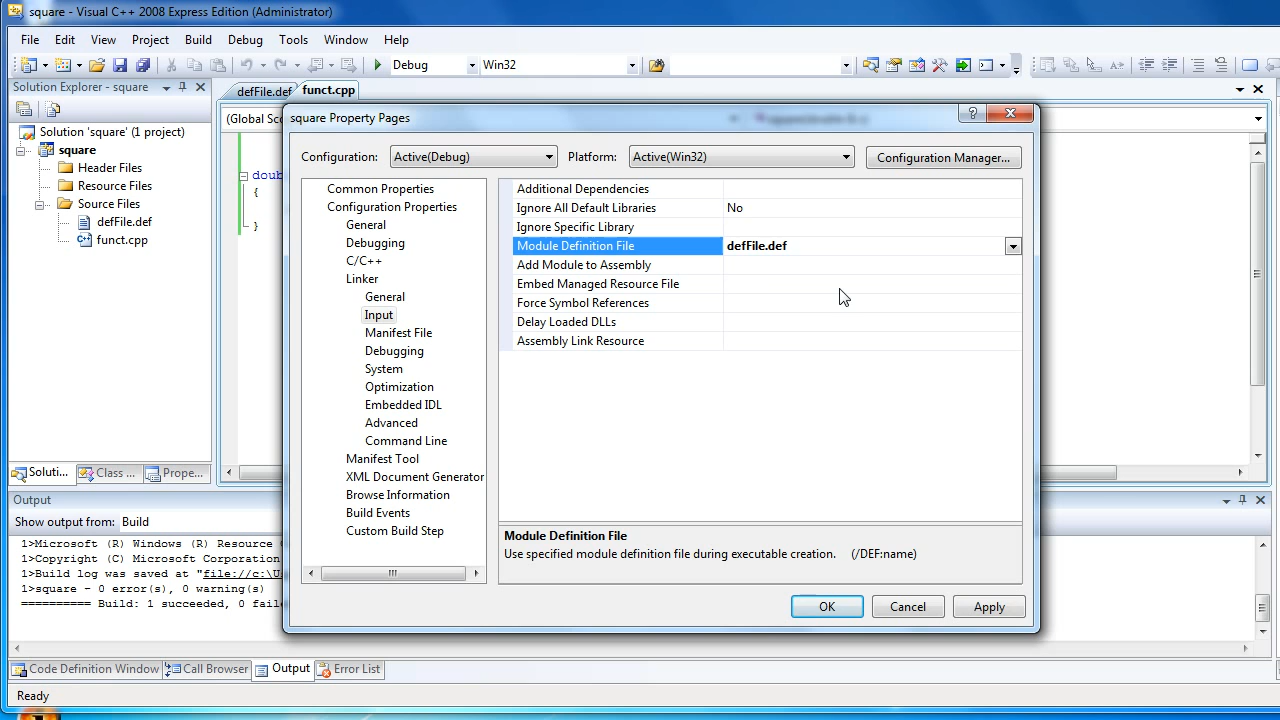 square - Visual C++ 2008 Express Edition (Administrator)
File Edit View Project Build Debug Tools Window Help
Debug Win32
Solution Explorer - square
defFile.def funct.cpp
Solution 'square' (1 project)
square
Header Files
Resource Files
Source Files
defFile.def
funct.cpp
(Global Sc
doub
{
}
square Property Pages
Configuration: Active(Debug) Platform: Active(Win32) Configuration Manager...
Common Properties
Configuration Properties
General
Debugging
C/C++
Linker
General
Input
Manifest File
Debugging
System
Optimization
Embedded IDL
Advanced
Command Line
Manifest Tool
XML Document Generator
Browse Information
Build Events
Custom Build Step
Additional Dependencies
Ignore All Default Libraries No
Ignore Specific Library
Module Definition File defFile.def
Add Module to Assembly
Embed Managed Resource File
Force Symbol References
Delay Loaded DLLs
Assembly Link Resource
Module Definition File
Use specified module definition file during executable creation. (/DEF:name)
OK Cancel Apply
Soluti... Class ... Prope...
Output
Show output from: Build
1>Microsoft (R) Windows (R) Resource
1>Copyright (C) Microsoft Corporation
1>Build log was saved at "file://c:\U
1>square - 0 error(s), 0 warning(s)
========== Build: 1 succeeded, 0 faile
Code Definition Window Call Browser Output Error List
Ready